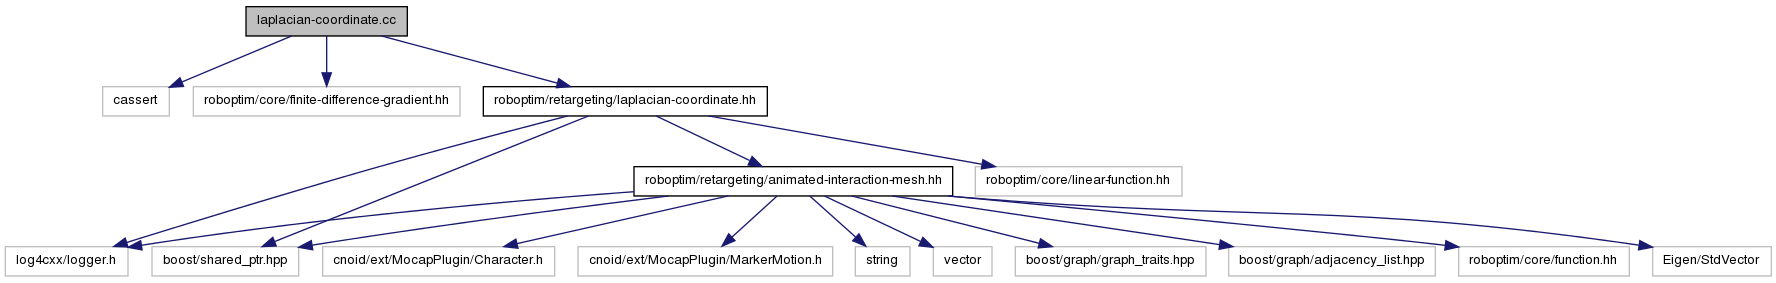 laplacian-coordinate.cc
cassert
roboptim/core/finite-difference-gradient.hh
roboptim/retargeting/laplacian-coordinate.hh
roboptim/retargeting/animated-interaction-mesh.hh
roboptim/core/linear-function.hh
log4cxx/logger.h
boost/shared_ptr.hpp
cnoid/ext/MocapPlugin/Character.h
cnoid/ext/MocapPlugin/MarkerMotion.h
string
vector
boost/graph/graph_traits.hpp
boost/graph/adjacency_list.hpp
roboptim/core/function.hh
Eigen/StdVector